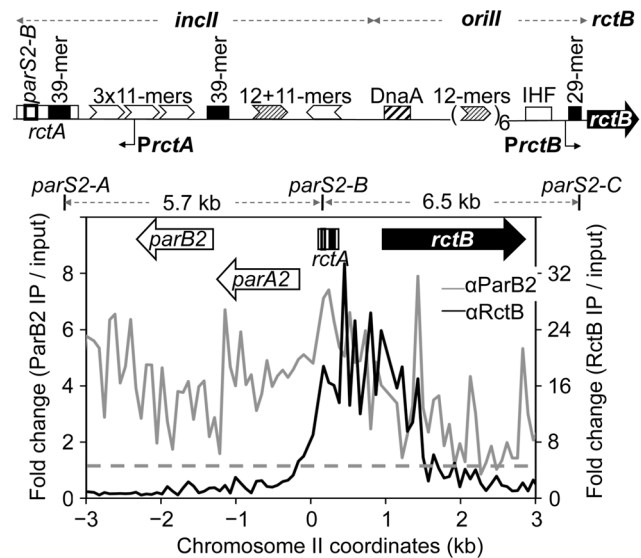 incII oriII rctB
parS2-B 39-mer 3x11-mers 39-mer 12+11-mers DnaA (12-mers)6 IHF 29-mer
rctA rctB
PrctA PrctB
parS2-A parS2-B parS2-C
5.7 kb 6.5 kb
parB2 rctB
rctA
parA2
αParB2
αRctB
Fold change (ParB2 IP / input)
8
6
4
2
0
32
24
16
8
0
Fold change (RctB IP / input)
−3 −2 −1 0 1 2 3
Chromosome II coordinates (kb)